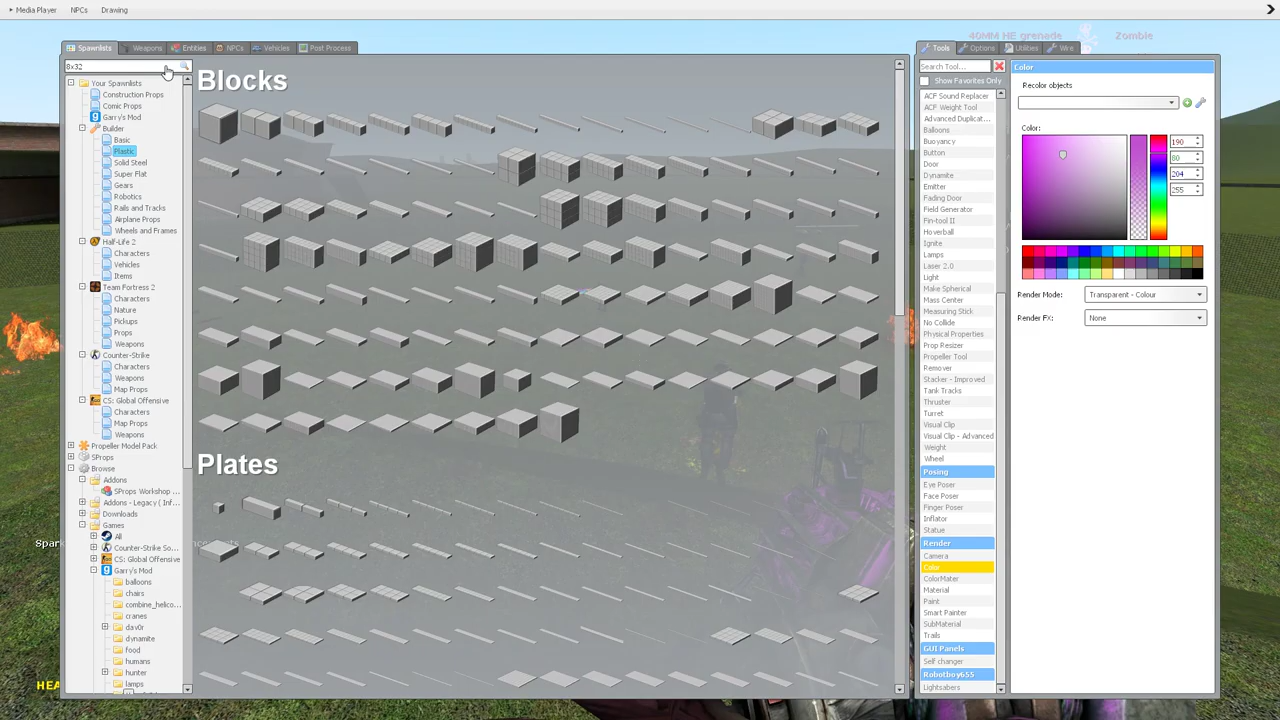 Media Player NPCs Drawing
40MM HE grenade Zombie
Spawnlists Weapons Entities NPCs Vehicles Post Process
8x32
Your Spawnlists
Construction Props
Comic Props
Garry's Mod
Builder
Basic
Plastic
Solid Steel
Super Flat
Gears
Robotics
Rails and Tracks
Airplane Props
Wheels and Frames
Half-Life 2
Characters
Vehicles
Items
Team Fortress 2
Characters
Nature
Pickups
Props
Weapons
Counter-Strike
Characters
Weapons
Map Props
CS: Global Offensive
Characters
Map Props
Weapons
Propeller Model Pack
SProps
Browse
Addons
SProps Workshop ...
Addons - Legacy ( Inf...
Downloads
Games
All
Counter-Strike So...
CS: Global Offensive
Garry's Mod
balloons
chairs
combine_helico...
cranes
dav0r
dynamite
food
humans
hunter
lamps
Blocks
Plates
Tools Options Utilities Wire
Search Tool...
Show Favorites Only
ACF Sound Replacer
ACF Weight Tool
Advanced Duplicat...
Balloons
Buoyancy
Button
Door
Dynamite
Emitter
Fading Door
Field Generator
Fin-tool II
Hoverball
Ignite
Lamps
Laser 2.0
Light
Make Spherical
Mass Center
Measuring Stick
No Collide
Physical Properties
Prop Resizer
Propeller Tool
Remover
Stacker - Improved
Tank Tracks
Thruster
Turret
Visual Clip
Visual Clip - Advanced
Weight
Wheel
Posing
Eye Poser
Face Poser
Finger Poser
Inflator
Statue
Render
Camera
Color
ColorMater
Material
Paint
Smart Painter
SubMaterial
Trails
GUI Panels
Self changer
Robotboy655
Lightsabers
Color
Recolor objects
Color:
190
80
204
255
Render Mode: Transparent - Colour
Render FX: None
Spark
HEA